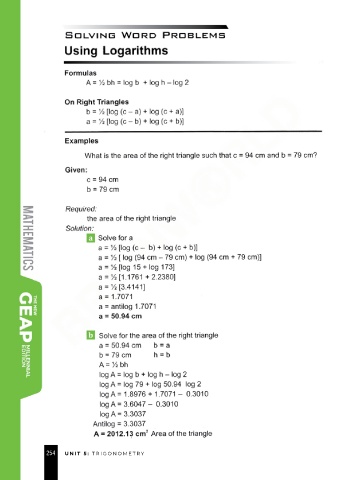 SOLVING WORD PROBLEMS
Using Logarithms
Formulas
A = ½ bh = log b + log h – log 2
On Right Triangles
b = ½ [log (c – a) + log (c + a)]
a = ½ [log (c – b) + log (c + b)]
Examples
What is the area of the right triangle such that c = 94 cm and b = 79 cm?
Given:
c = 94 cm
b = 79 cm
Required:
the area of the right triangle
Solution:
a Solve for a
a = ½ [log (c – b) + log (c + b)]
a = ½ [ log (94 cm – 79 cm) + log (94 cm + 79 cm)]
a = ½ [log 15 + log 173]
a = ½ [1.1761 + 2.2380]
a = ½ [3.4141]
a = 1.7071
a = antilog 1.7071
a = 50.94 cm
b Solve for the area of the right triangle
a = 50.94 cm b = a
b = 79 cm h = b
A = ½ bh
log A = log b + log h – log 2
log A = log 79 + log 50.94 log 2
log A = 1.8976 + 1.7071 – 0.3010
log A = 3.6047 – 0.3010
log A = 3.3037
Antilog = 3.3037
A = 2012.13 cm² Area of the triangle
MATHEMATICS
THE NEW
GEAP
MILLENNIAL
EDITION
254 UNIT 5: TRIGONOMETRY